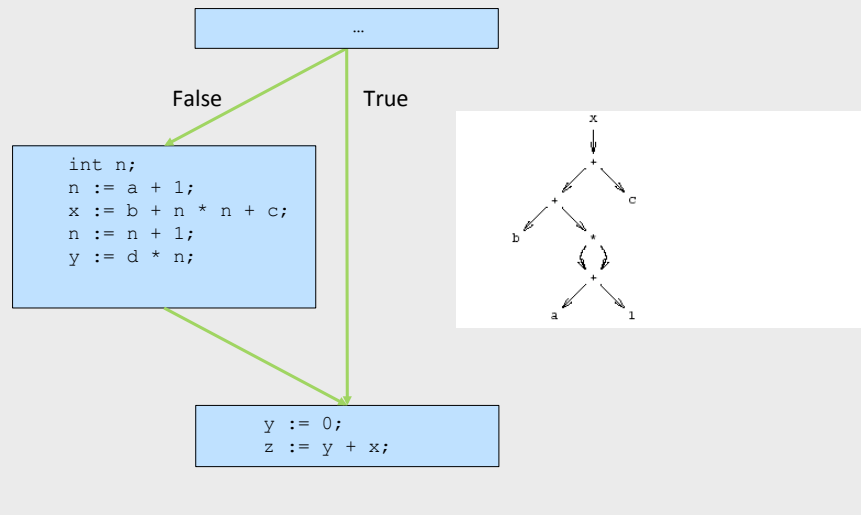 …
False
True
int n;
n := a + 1;
x := b + n * n + c;
n := n + 1;
y := d * n;
x
+
+
c
b
*
+
a
1
y := 0;
z := y + x;